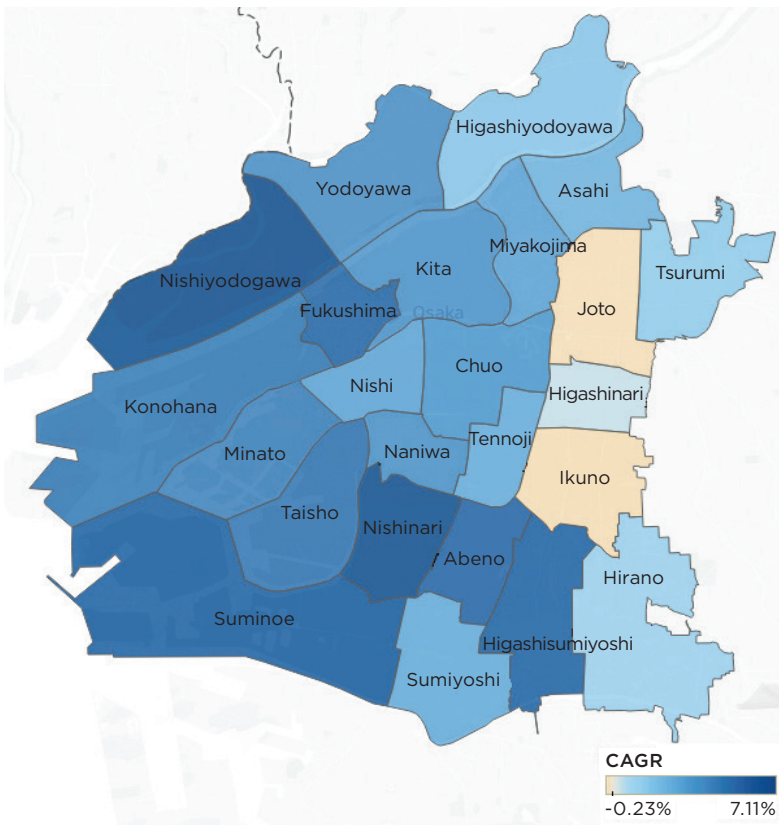 Higashiyodoyawa
Yodoyawa
Asahi
Miyakojima
Kita
Tsurumi
Nishiyodogawa
Fukushima
Osaka
Joto
Chuo
Nishi
Higashinari
Konohana
Tennoji
Minato
Naniwa
Ikuno
Taisho
Nishinari
Abeno
Hirano
Suminoe
Higashisumiyoshi
Sumiyoshi
CAGR
-0.23% 7.11%